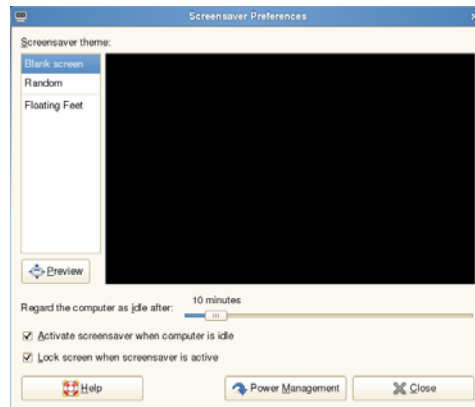 Screensaver Preferences
Screensaver theme:
Blank screen
Random
Floating Feet
Preview
Regard the computer as idle after:
10 minutes
Activate screensaver when computer is idle
Lock screen when screensaver is active
Help
Power Management
Close